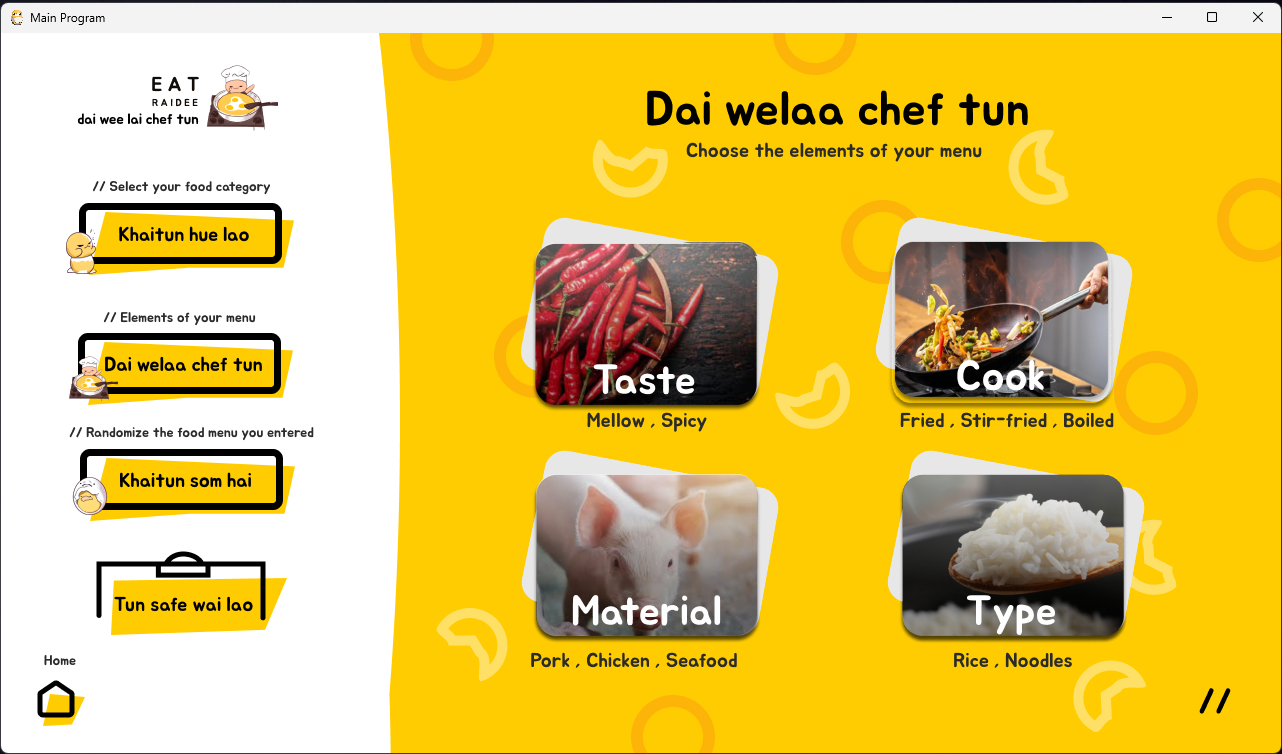 Main Program
EAT
RAIDEE
dai wee lai chef tun
// Select your food category
Khaitun hue lao
// Elements of your menu
Dai welaa chef tun
// Randomize the food menu you entered
Khaitun som hai
Tun safe wai lao
Home
Dai welaa chef tun
Choose the elements of your menu
Taste
Mellow , Spicy
Cook
Fried , Stir-fried , Boiled
Material
Pork , Chicken , Seafood
Type
Rice , Noodles
//